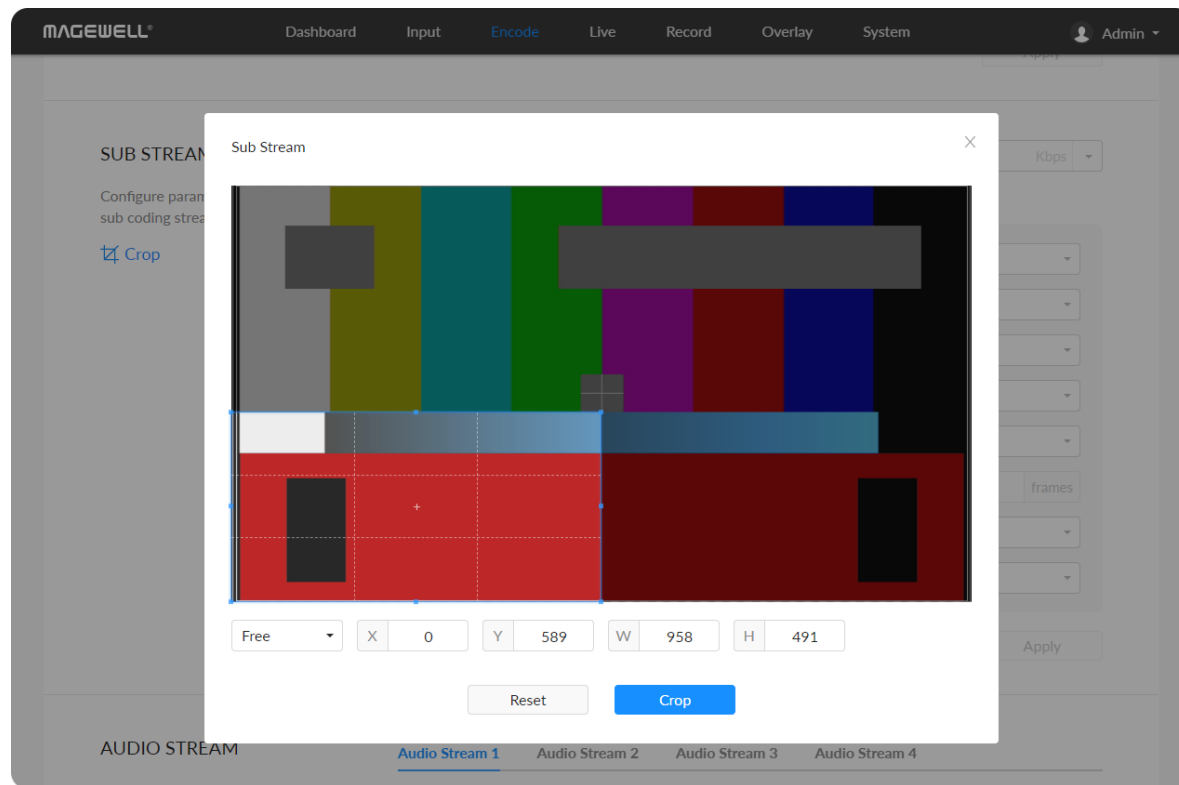 MAGEWELL®
Dashboard Input Encode Live Record Overlay System
Admin
Apply
Sub Stream
SUB STREAM
Kbps
Configure param
sub coding strea
Crop
frames
Free X 0 Y 589 W 958 H 491
Apply
Reset Crop
AUDIO STREAM
Audio Stream 1 Audio Stream 2 Audio Stream 3 Audio Stream 4